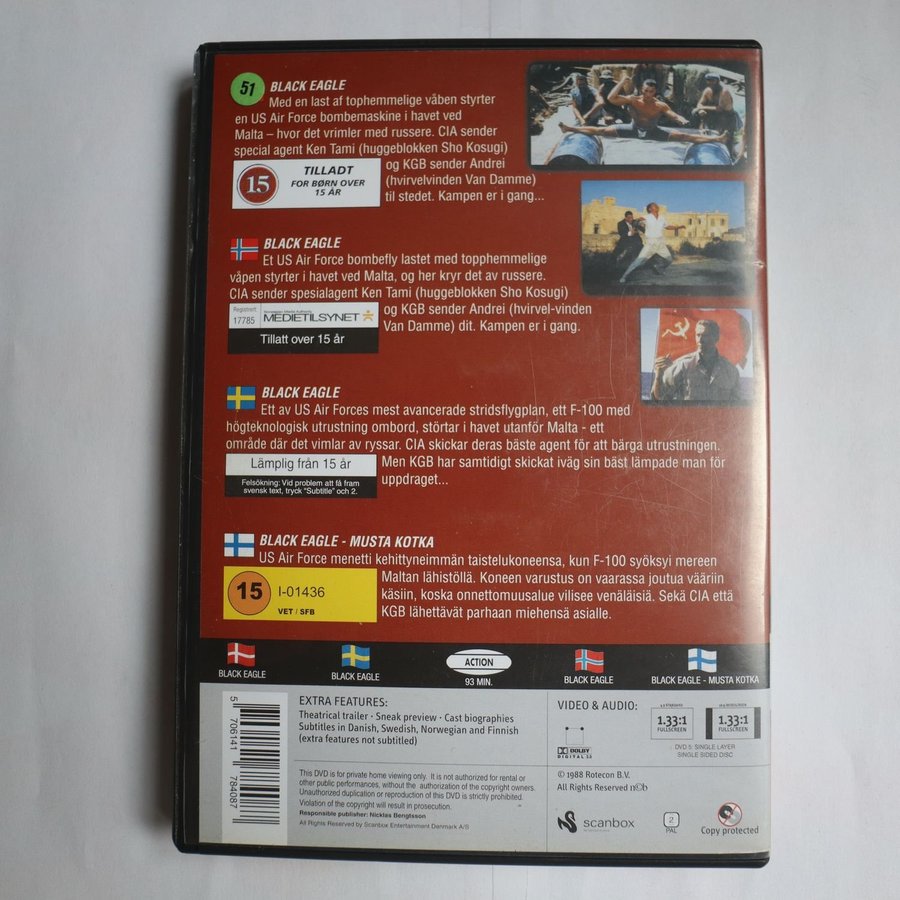 51
BLACK EAGLE
Med en last af tophemmelige våben styrter
en US Air Force bombemaskine i havet ved
Malta – hvor det vrimler med russere. CIA sender
special agent Ken Tami (huggeblokken Sho Kosugi)
og KGB sender Andrei
(hvirvelvinden Van Damme)
til stedet. Kampen er i gang...
15
TILLADT
FOR BØRN OVER
15 ÅR
BLACK EAGLE
Et US Air Force bombefly lastet med topphemmelige
våpen styrter i havet ved Malta, og her kryr det av russere.
CIA sender spesialagent Ken Tami (huggeblokken Sho Kosugi)
og KGB sender Andrei (hvirvel-vinden
Van Damme) dit. Kampen er i gang.
Registrert:
17785
MEDIETILSYNET
Tillatt over 15 år
BLACK EAGLE
Ett av US Air Forces mest avancerade stridsflygplan, ett F-100 med
högteknologisk utrustning ombord, störtar i havet utanför Malta - ett
område där det vimlar av ryssar. CIA skickar deras bäste agent för att bärga utrustningen.
Men KGB har samtidigt skickat iväg sin bäst lämpade man för
uppdraget...
Lämplig från 15 år
Felsökning: Vid problem att få fram
svensk text, tryck "Subtitle" och 2.
BLACK EAGLE - MUSTA KOTKA
US Air Force menetti kehittyneimmän taistelukoneensa, kun F-100 syöksyi mereen
Maltan lähistöllä. Koneen varustus on vaarassa joutua vääriin
käsiin, koska onnettomuusalue vilisee venäläisiä. Sekä CIA että
KGB lähettävät parhaan miehensä asialle.
15
I-01436
VET / SFB
BLACK EAGLE
BLACK EAGLE
ACTION
93 MIN.
BLACK EAGLE
BLACK EAGLE - MUSTA KOTKA
5 706141 784087
EXTRA FEATURES:
Theatrical trailer · Sneak preview · Cast biographies
Subtitles in Danish, Swedish, Norwegian and Finnish
(extra features not subtitled)
VIDEO & AUDIO:
DOLBY
DIGITAL 2.0
1.33:1
FULLSCREEN
1.33:1
FULLSCREEN
DVD 5: SINGLE LAYER
SINGLE SIDED DISC
This DVD is for private home viewing only. It is not authorized for rental or
other public performances, without the authorization of the copyright owners.
Unauthorized duplication or reproduction of this DVD is strictly prohibited.
Violation of the copyright will result in prosecution.
Responsible publisher: Nicklas Bengtsson
All Rights Reserved by Scanbox Entertainment Danmark A/S
© 1988 Rotecon B.V.
All Rights Reserved n©b
scanbox
2
PAL
Copy protected